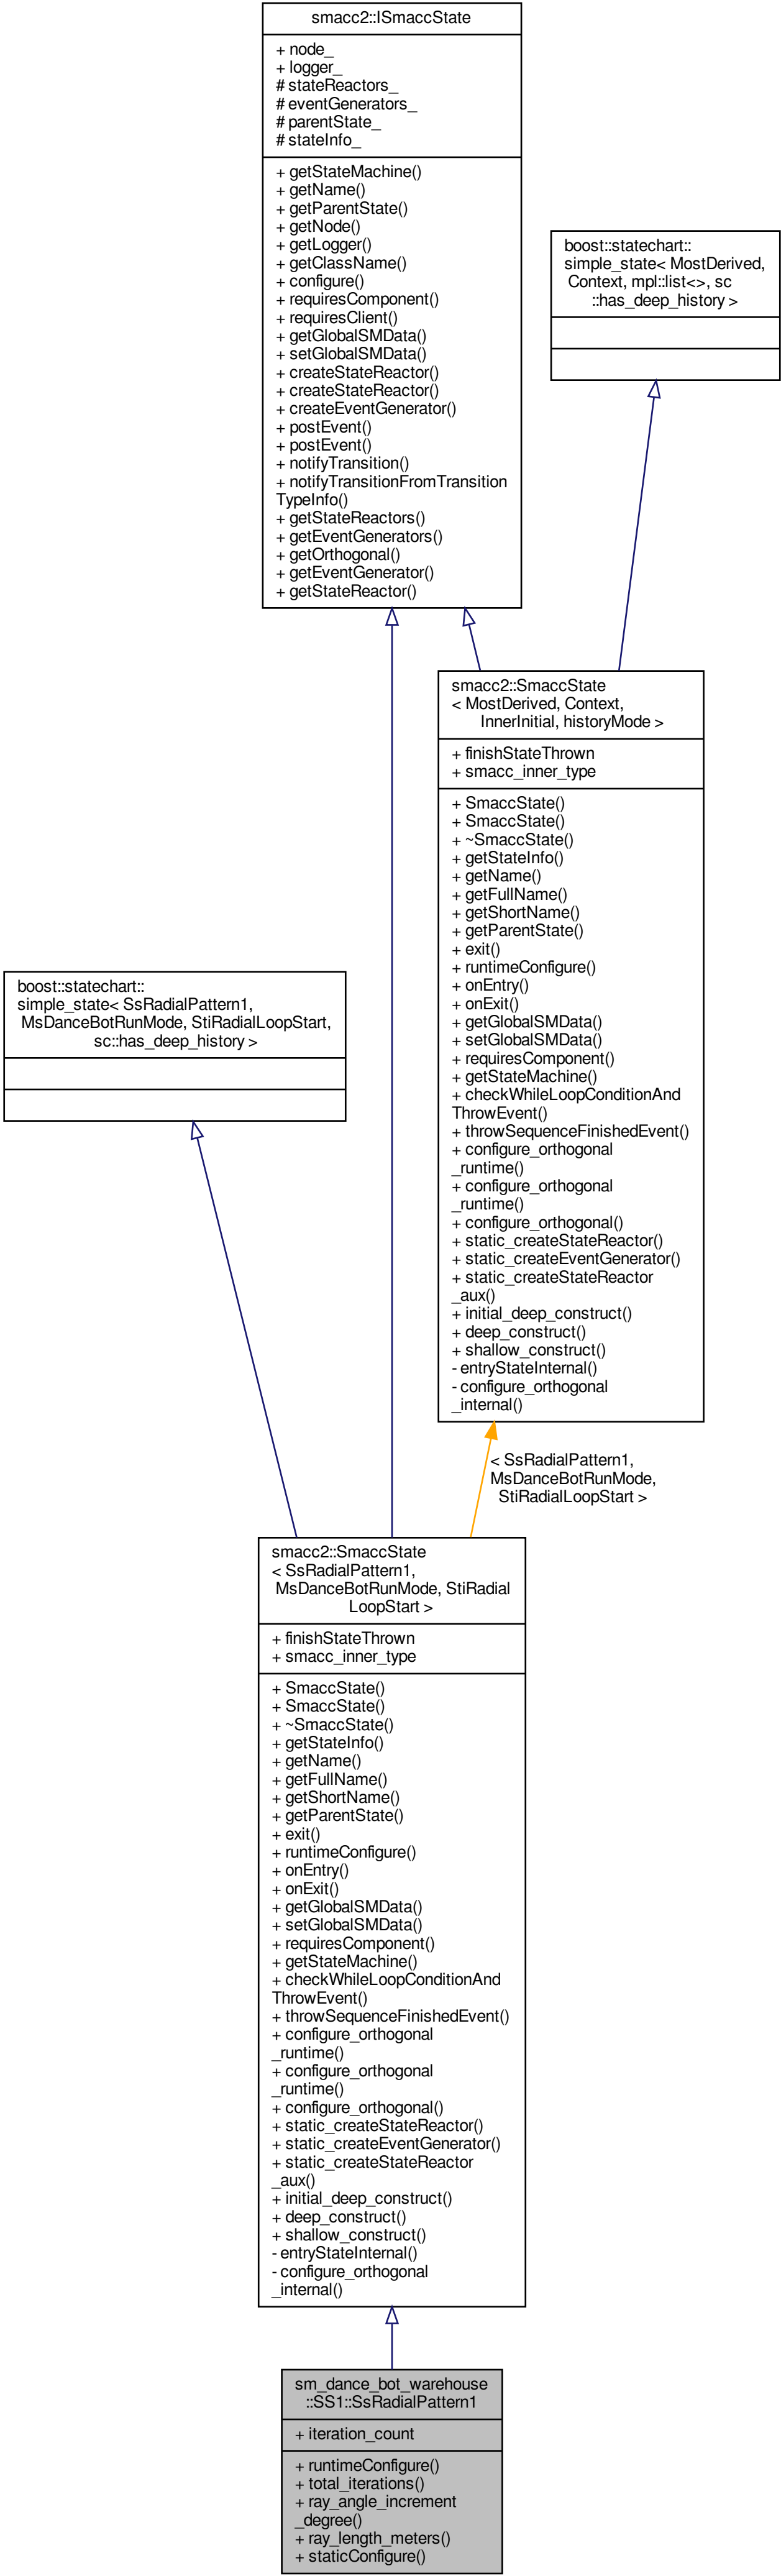 smacc2::ISmaccState
+ node_
+ logger_
# stateReactors_
# eventGenerators_
# parentState_
# stateInfo_
+ getStateMachine()
+ getName()
+ getParentState()
+ getNode()
+ getLogger()
+ getClassName()
+ configure()
+ requiresComponent()
+ requiresClient()
+ getGlobalSMData()
+ setGlobalSMData()
+ createStateReactor()
+ createStateReactor()
+ createEventGenerator()
+ postEvent()
+ postEvent()
+ notifyTransition()
+ notifyTransitionFromTransition
TypeInfo()
+ getStateReactors()
+ getEventGenerators()
+ getOrthogonal()
+ getEventGenerator()
+ getStateReactor()
boost::statechart::
simple_state< MostDerived,
Context, mpl::list<>, sc
::has_deep_history >
smacc2::SmaccState
< MostDerived, Context,
InnerInitial, historyMode >
+ finishStateThrown
+ smacc_inner_type
+ SmaccState()
+ SmaccState()
+ ~SmaccState()
+ getStateInfo()
+ getName()
+ getFullName()
+ getShortName()
+ getParentState()
+ exit()
+ runtimeConfigure()
+ onEntry()
+ onExit()
+ getGlobalSMData()
+ setGlobalSMData()
+ requiresComponent()
+ getStateMachine()
+ checkWhileLoopConditionAnd
ThrowEvent()
+ throwSequenceFinishedEvent()
+ configure_orthogonal
_runtime()
+ configure_orthogonal
_runtime()
+ configure_orthogonal()
+ static_createStateReactor()
+ static_createEventGenerator()
+ static_createStateReactor
_aux()
+ initial_deep_construct()
+ deep_construct()
+ shallow_construct()
- entryStateInternal()
- configure_orthogonal
_internal()
boost::statechart::
simple_state< SsRadialPattern1,
MsDanceBotRunMode, StiRadialLoopStart,
sc::has_deep_history >
< SsRadialPattern1,
MsDanceBotRunMode,
StiRadialLoopStart >
smacc2::SmaccState
< SsRadialPattern1,
MsDanceBotRunMode, StiRadial
LoopStart >
+ finishStateThrown
+ smacc_inner_type
+ SmaccState()
+ SmaccState()
+ ~SmaccState()
+ getStateInfo()
+ getName()
+ getFullName()
+ getShortName()
+ getParentState()
+ exit()
+ runtimeConfigure()
+ onEntry()
+ onExit()
+ getGlobalSMData()
+ setGlobalSMData()
+ requiresComponent()
+ getStateMachine()
+ checkWhileLoopConditionAnd
ThrowEvent()
+ throwSequenceFinishedEvent()
+ configure_orthogonal
_runtime()
+ configure_orthogonal
_runtime()
+ configure_orthogonal()
+ static_createStateReactor()
+ static_createEventGenerator()
+ static_createStateReactor
_aux()
+ initial_deep_construct()
+ deep_construct()
+ shallow_construct()
- entryStateInternal()
- configure_orthogonal
_internal()
sm_dance_bot_warehouse
::SS1::SsRadialPattern1
+ iteration_count
+ runtimeConfigure()
+ total_iterations()
+ ray_angle_increment
_degree()
+ ray_length_meters()
+ staticConfigure()